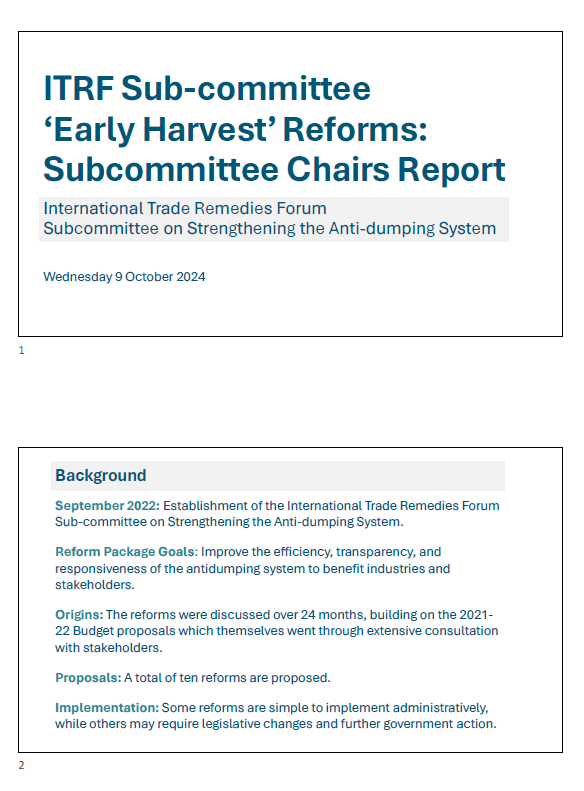 ITRF Sub-committee
‘Early Harvest’ Reforms:
Subcommittee Chairs Report
International Trade Remedies Forum
Subcommittee on Strengthening the Anti-dumping System
Wednesday 9 October 2024
1
Background
September 2022: Establishment of the International Trade Remedies Forum
Sub-committee on Strengthening the Anti-dumping System.
Reform Package Goals: Improve the efficiency, transparency, and
responsiveness of the antidumping system to benefit industries and
stakeholders.
Origins: The reforms were discussed over 24 months, building on the 2021-
22 Budget proposals which themselves went through extensive consultation
with stakeholders.
Proposals: A total of ten reforms are proposed.
Implementation: Some reforms are simple to implement administratively,
while others may require legislative changes and further government action.
2